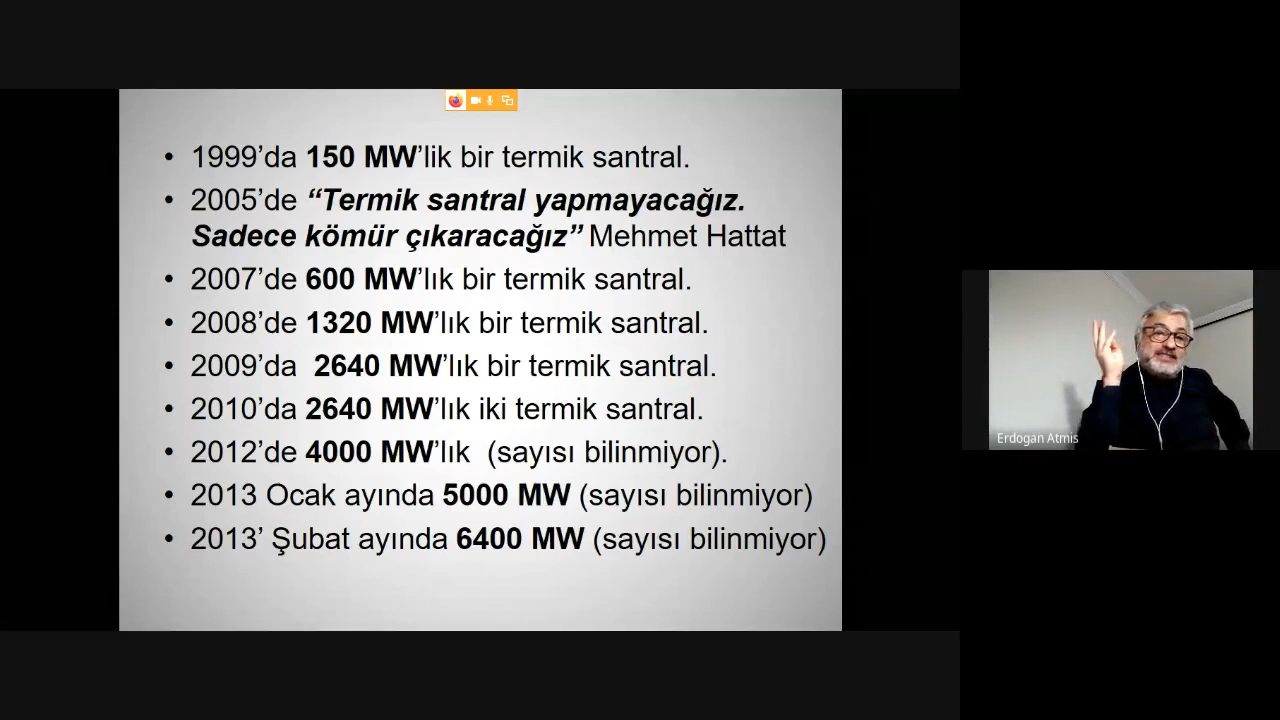 • 1999’da 150 MW’lik bir termik santral.
• 2005’de “Termik santral yapmayacağız.
Sadece kömür çıkaracağız” Mehmet Hattat
• 2007’de 600 MW’lık bir termik santral.
• 2008’de 1320 MW’lık bir termik santral.
• 2009’da 2640 MW’lık bir termik santral.
• 2010’da 2640 MW’lık iki termik santral.
• 2012’de 4000 MW’lık (sayısı bilinmiyor).
• 2013 Ocak ayında 5000 MW (sayısı bilinmiyor)
• 2013’ Şubat ayında 6400 MW (sayısı bilinmiyor)
Erdogan Atmis